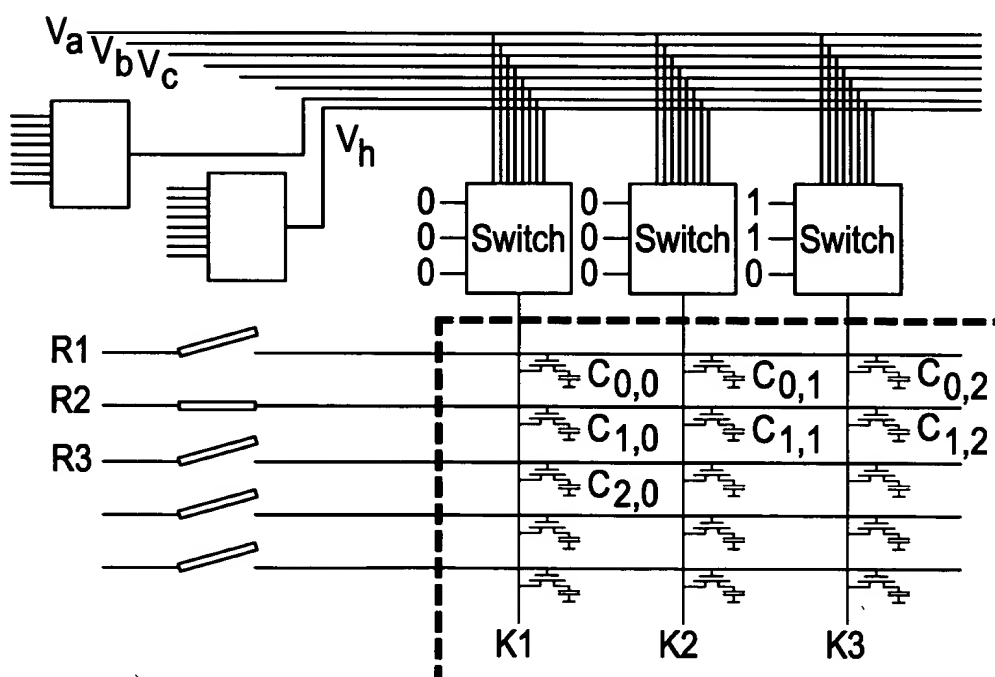 Va Vb Vc
Vh
0 0 1
Switch Switch Switch
0 0 1
0 0 0
R1
C0,0 C0,1 C0,2
R2
C1,0 C1,1 C1,2
R3
C2,0
K1 K2 K3